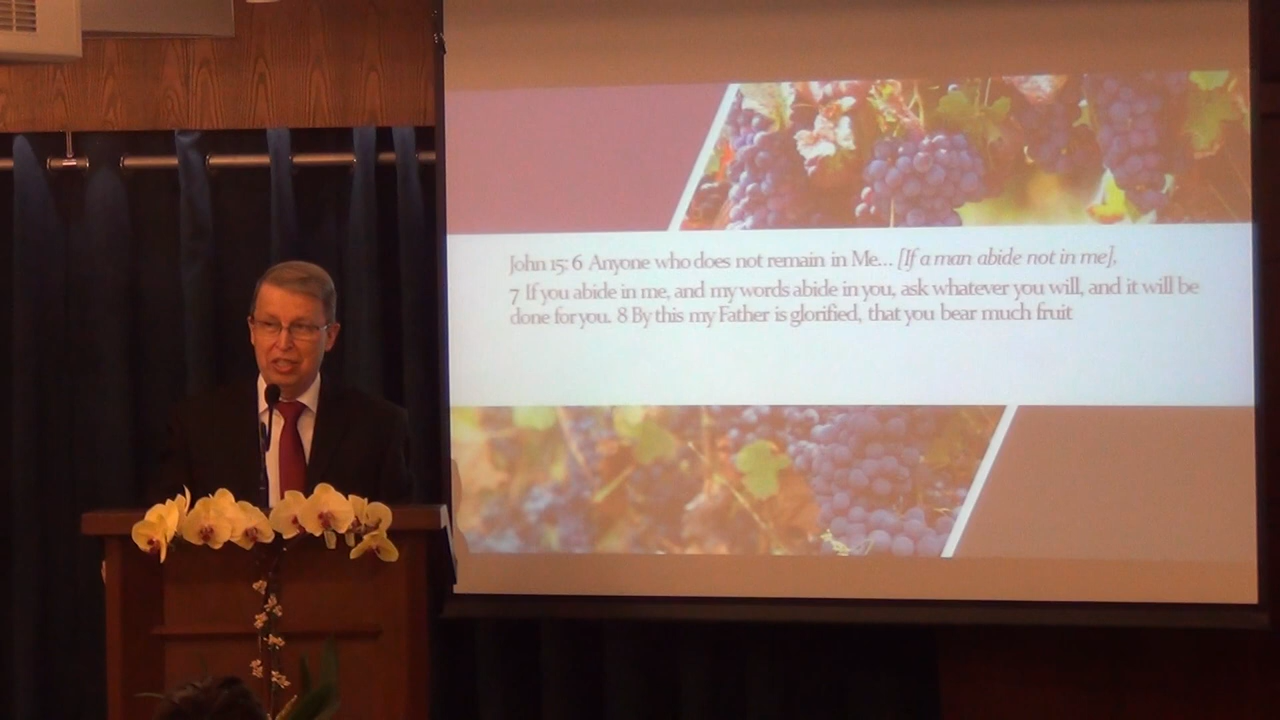 John 15: 6 Anyone who does not remain in Me... [If a man abide not in me],
7 If you abide in me, and my words abide in you, ask whatever you will, and it will be
done for you. 8 By this my Father is glorified, that you bear much fruit